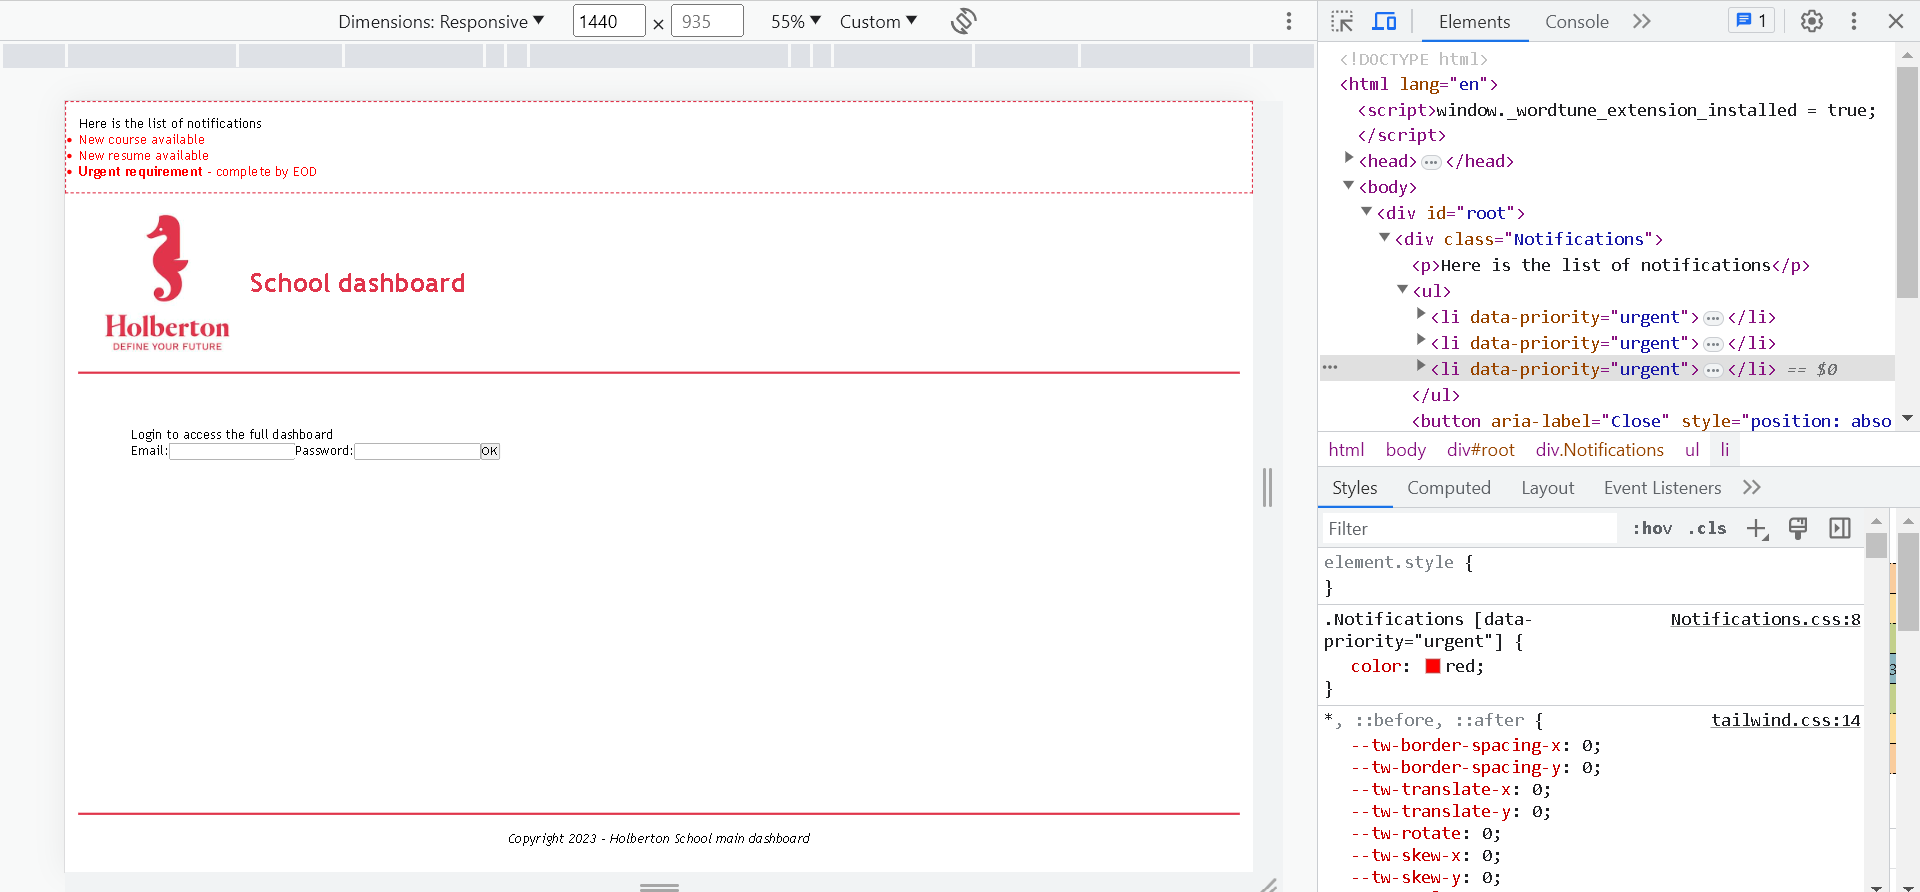 Dimensions: Responsive ▼ 1440 × 935 55% ▼ Custom ▼
Here is the list of notifications
• New course available
• New resume available
• Urgent requirement - complete by EOD
Holberton
DEFINE YOUR FUTURE
School dashboard
Login to access the full dashboard
Email: Password: OK
Copyright 2023 - Holberton School main dashboard
Elements Console 1
<!DOCTYPE html>
<html lang="en">
<script>window._wordtune_extension_installed = true;
</script>
<head>…</head>
<body>
<div id="root">
<div class="Notifications">
<p>Here is the list of notifications</p>
<ul>
<li data-priority="urgent">…</li>
<li data-priority="urgent">…</li>
<li data-priority="urgent">…</li> == $0
</ul>
<button aria-label="Close" style="position: abso
html body div#root div.Notifications ul li
Styles Computed Layout Event Listeners
Filter :hov .cls
element.style {
}
.Notifications [data- Notifications.css:8
priority="urgent"] {
color: red;
}
*, ::before, ::after { tailwind.css:14
--tw-border-spacing-x: 0;
--tw-border-spacing-y: 0;
--tw-translate-x: 0;
--tw-translate-y: 0;
--tw-rotate: 0;
--tw-skew-x: 0;
--tw-skew-y: 0;